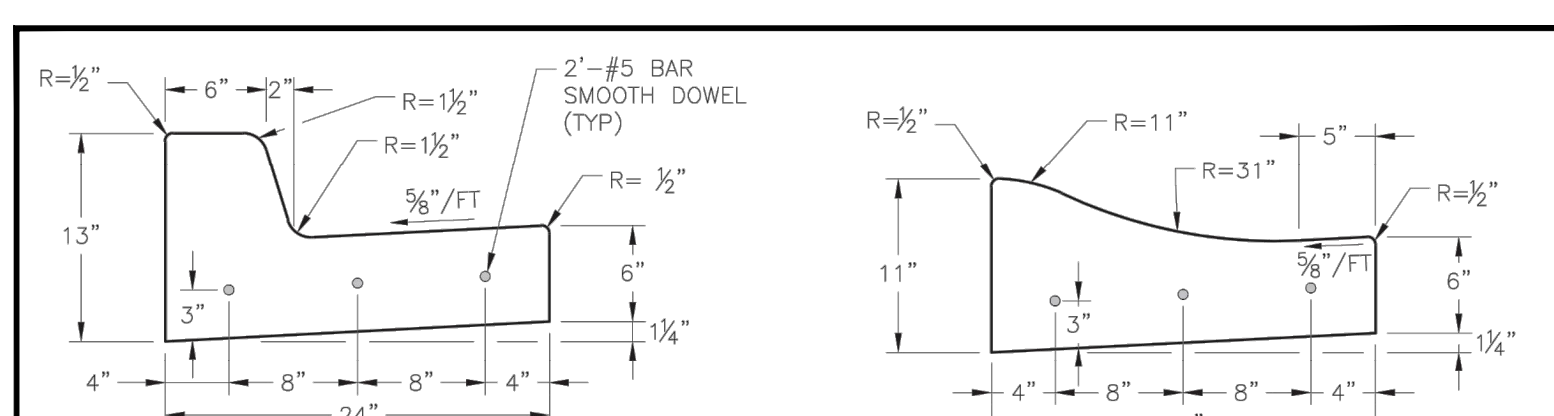 R=½"
6"
2"
R=1½"
R=1½"
2'-#5 BAR
SMOOTH DOWEL
(TYP)
R= ½"
⅝"/FT
13"
3"
6"
1¼"
4"
8"
8"
4"
24"
R=½"
R=11"
R=31"
5"
R=½"
⅝"/FT
11"
3"
6"
1¼"
4"
8"
8"
4"